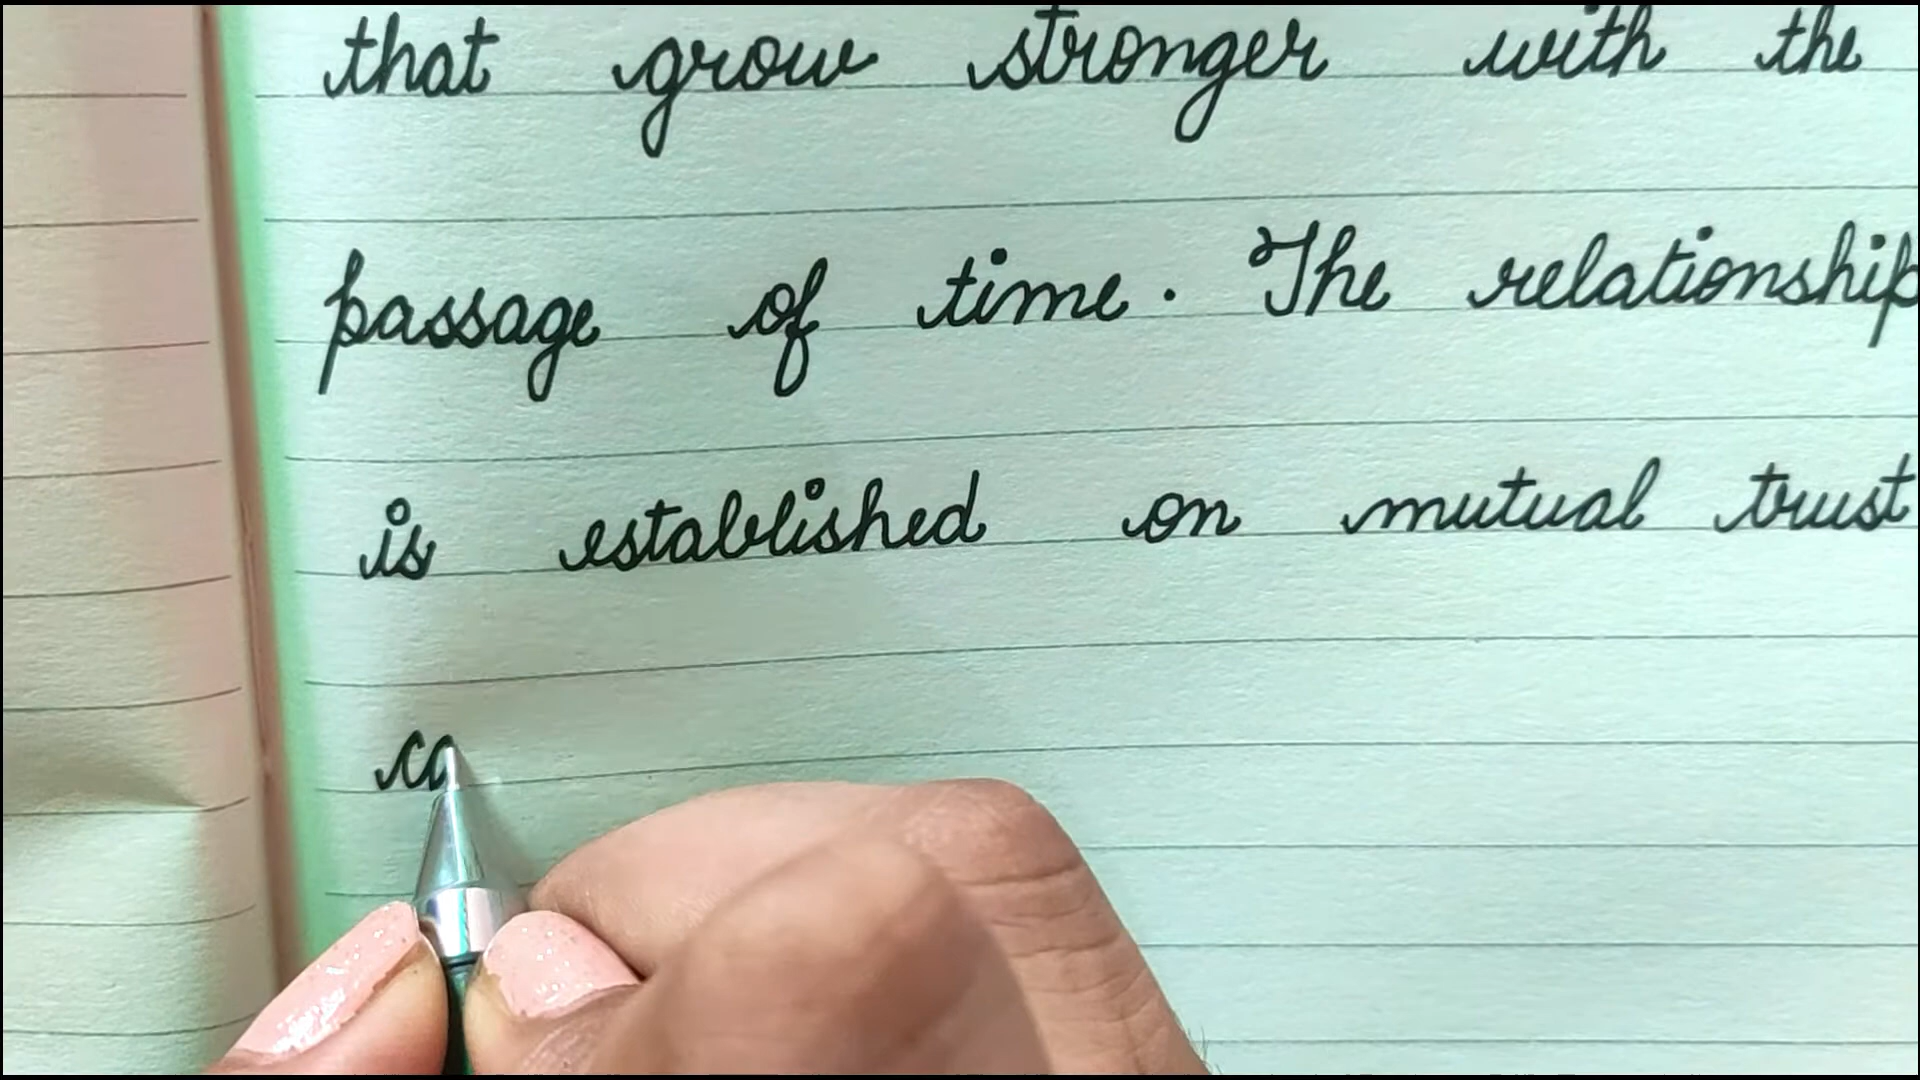 that grow stronger with the
passage of time. The relationship
is established on mutual trust